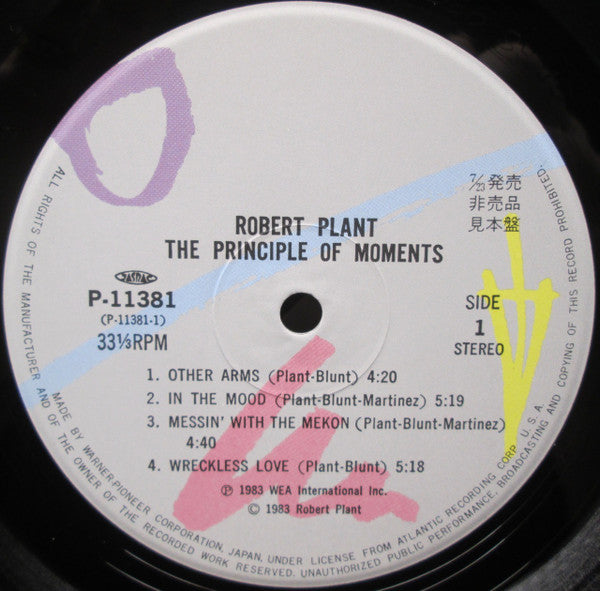 7/23発売
非売品
見本盤
ROBERT PLANT
THE PRINCIPLE OF MOMENTS
JASRAC
P-11381
(P-11381-1)
33⅓RPM
SIDE
1
STEREO
1. OTHER ARMS (Plant-Blunt) 4:20
2. IN THE MOOD (Plant-Blunt-Martinez) 5:19
3. MESSIN' WITH THE MEKON (Plant-Blunt-Martinez)
4:40
4. WRECKLESS LOVE (Plant-Blunt) 5:18
Ⓟ 1983 WEA International Inc.
© 1983 Robert Plant
MADE BY WARNER-PIONEER CORPORATION, JAPAN, UNDER LICENSE FROM ATLANTIC RECORDING CORP. U. S. A.
ALL RIGHTS OF THE MANUFACTURER AND OF THE OWNER OF THE RECORDED WORK RESERVED. UNAUTHORIZED PUBLIC PERFORMANCE, BROADCASTING AND COPYING OF THIS RECORD PROHIBITED.